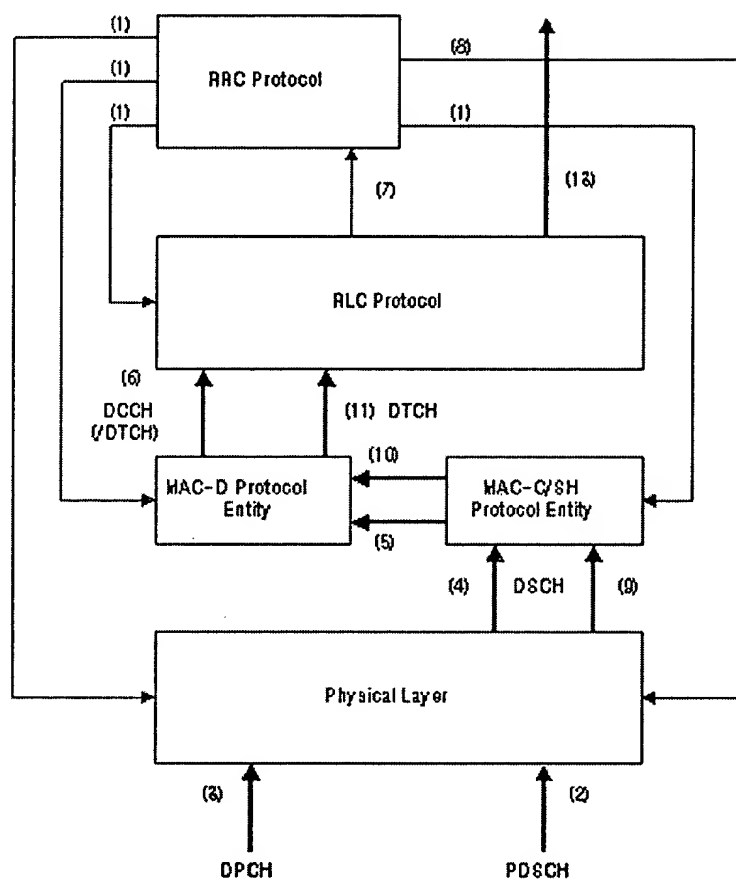 (1)
(8)
(1)
RRC Protocol
(1)
(1)
(7)
(13)
RLC Protocol
(6)
DCCH
(/DTCH)
(11) DTCH
(10)
MAC-D Protocol
Entity
MAC-C/SH
Protocol Entity
(5)
(4) DSCH (9)
Physical Layer
(3)
(2)
DPCH
PDSCH